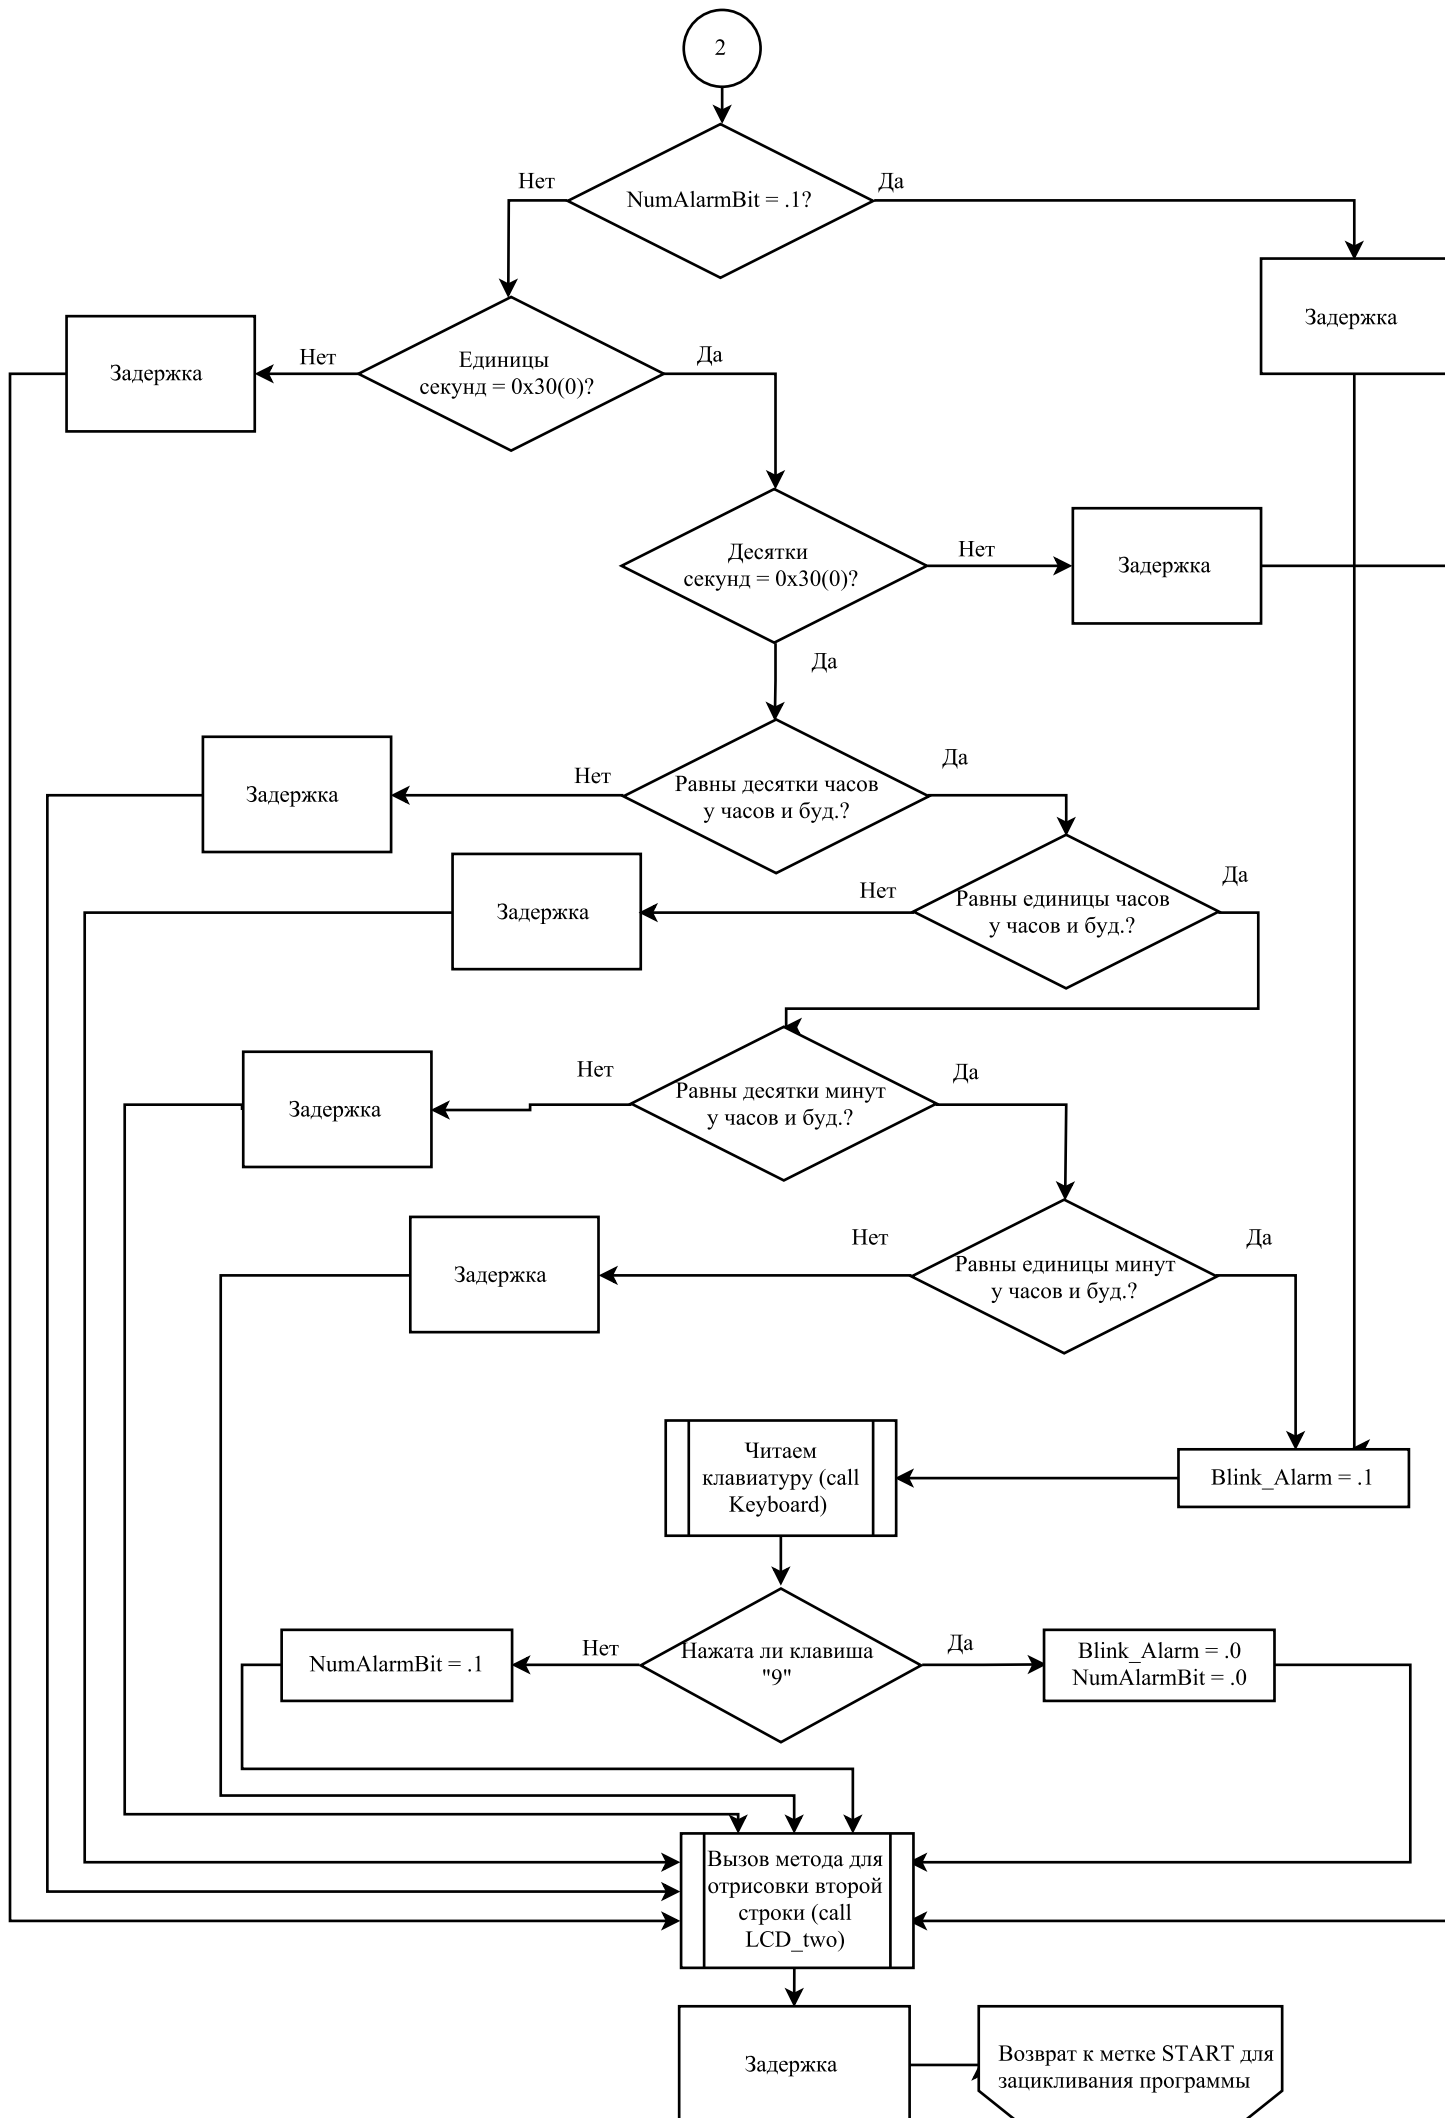 2
NumAlarmBit = .1?
Нет
Да
Задержка
Единицы
секунд = 0x30(0)?
Нет
Да
Задержка
Десятки
секунд = 0x30(0)?
Нет
Задержка
Да
Равны десятки часов
у часов и буд.?
Нет
Да
Задержка
Равны единицы часов
у часов и буд.?
Нет
Да
Задержка
Равны десятки минут
у часов и буд.?
Нет
Да
Задержка
Равны единицы минут
у часов и буд.?
Нет
Да
Задержка
Blink_Alarm = .1
Читаем
клавиатуру (call
Keyboard)
Нажата ли клавиша
"9"
Нет
Да
NumAlarmBit = .1
Blink_Alarm = .0
NumAlarmBit = .0
Вызов метода для
отрисовки второй
строки (call
LCD_two)
Задержка
Возврат к метке START для
зацикливания программы